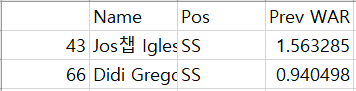 Name Pos Prev WAR
43 Jos챕 Igles SS 1.563285
66 Didi Grego SS 0.940498